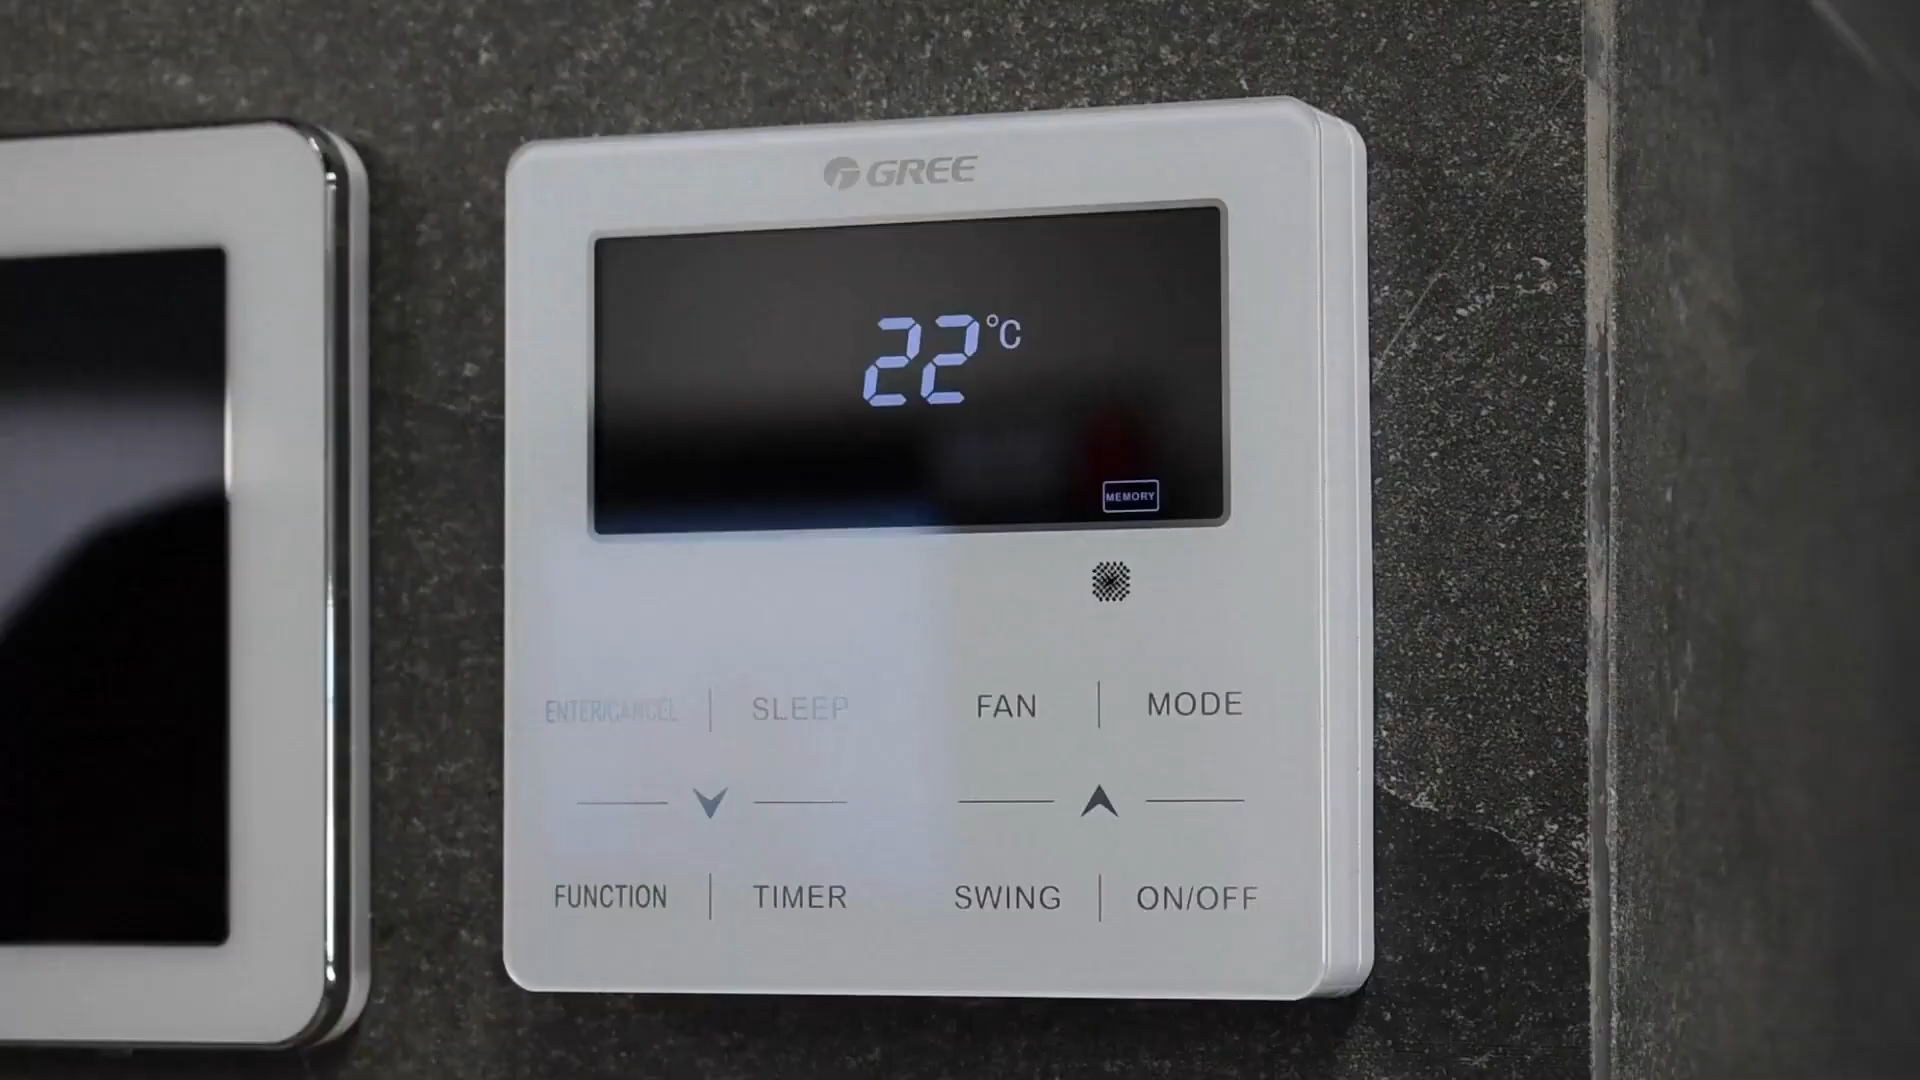 GREE
22°C
MEMORY
ENTER/CANCEL SLEEP FAN MODE
FUNCTION TIMER SWING ON/OFF